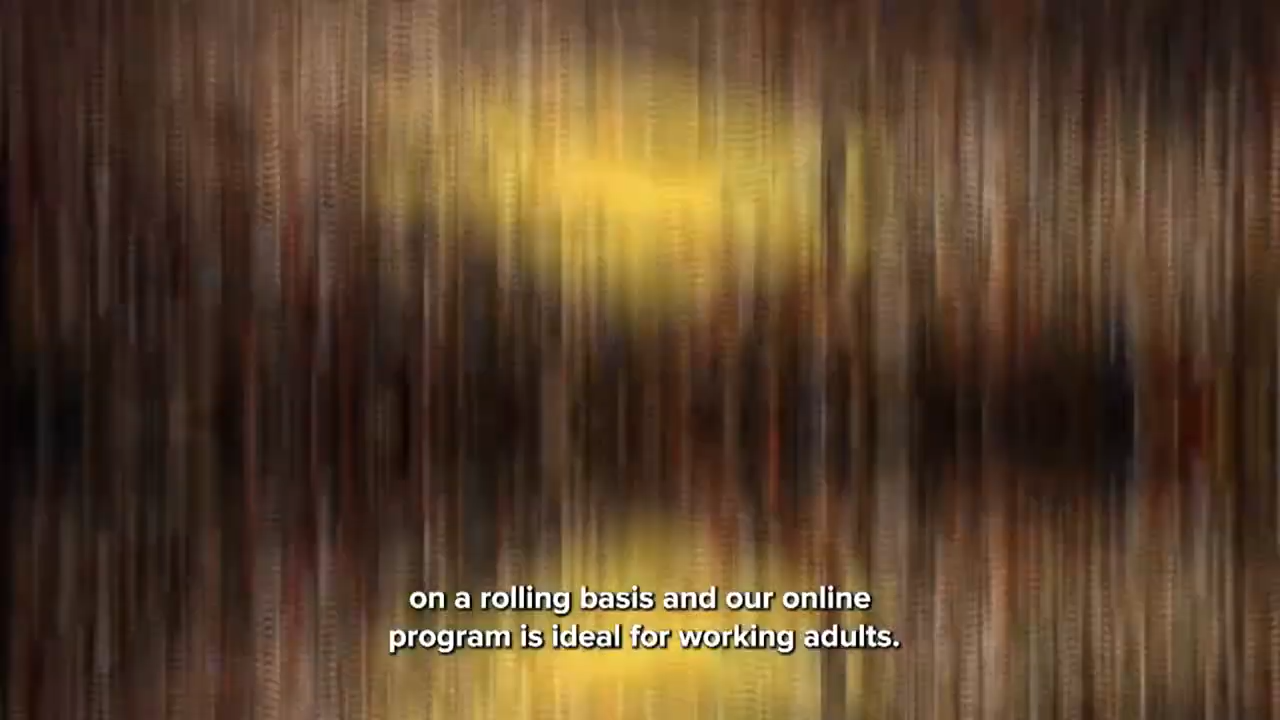 on a rolling basis and our online
program is ideal for working adults.